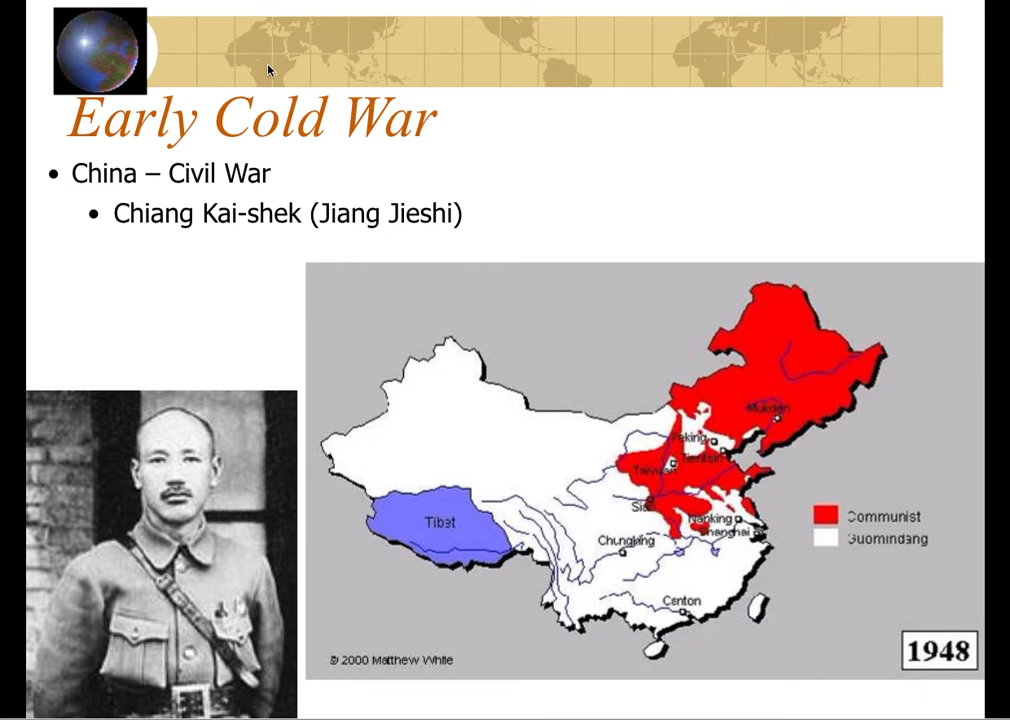 Early Cold War
• China – Civil War
• Chiang Kai-shek (Jiang Jieshi)
Mukden
Peking
Tientsin
Taiyuan
Sian
Nanking
Shanghai
Chungking
Canton
Tibet
Communist
Guomindang
© 2000 Matthew White
1948